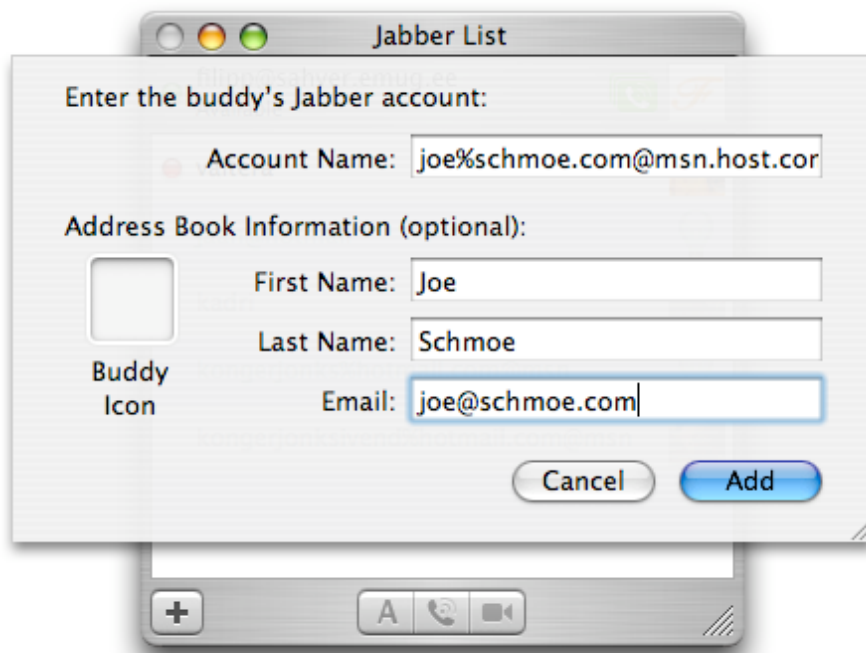 Jabber List
Enter the buddy's Jabber account:
Account Name: joe%schmoe.com@msn.host.com
Address Book Information (optional):
First Name: Joe
Last Name: Schmoe
Buddy Icon
Email: joe@schmoe.com
Cancel Add
A